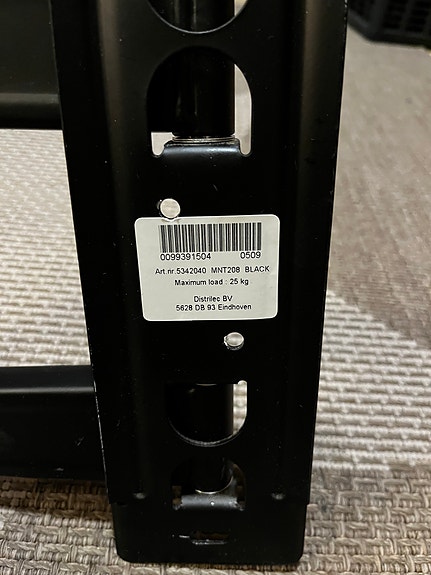 0099391504 0509
Art.nr.5342040 MNT208 BLACK
Maximum load : 25 kg
Distrilec BV
5628 DB 93 Eindhoven